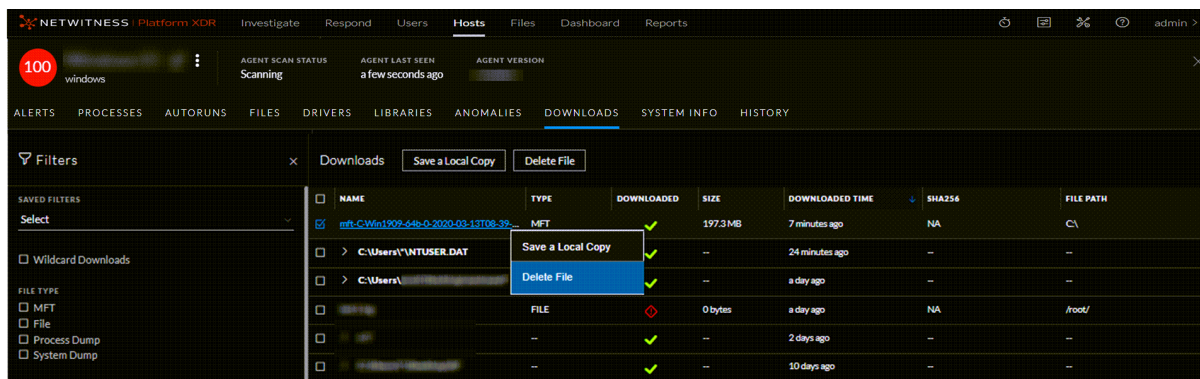 NETWITNESS Platform XDR Investigate Respond Users Hosts Files Dashboard Reports admin >
100 windows
AGENT SCAN STATUS AGENT LAST SEEN AGENT VERSION
Scanning a few seconds ago
ALERTS PROCESSES AUTORUNS FILES DRIVERS LIBRARIES ANOMALIES DOWNLOADS SYSTEM INFO HISTORY
Filters
SAVED FILTERS
Select
Wildcard Downloads
FILE TYPE
MFT
File
Process Dump
System Dump
Downloads Save a Local Copy Delete File
NAME TYPE DOWNLOADED SIZE DOWNLOADED TIME SHA256 FILE PATH
mft-C-Win1909-64b-0-2020-03-13T08-39-... MFT 197.3 MB 7 minutes ago NA C:\
Save a Local Copy
Delete File
C:\Users\*\NTUSER.DAT -- 24 minutes ago -- --
C:\Users\ -- a day ago -- --
FILE 0 bytes a day ago NA /root/
-- -- 2 days ago -- --
-- -- 10 days ago -- --